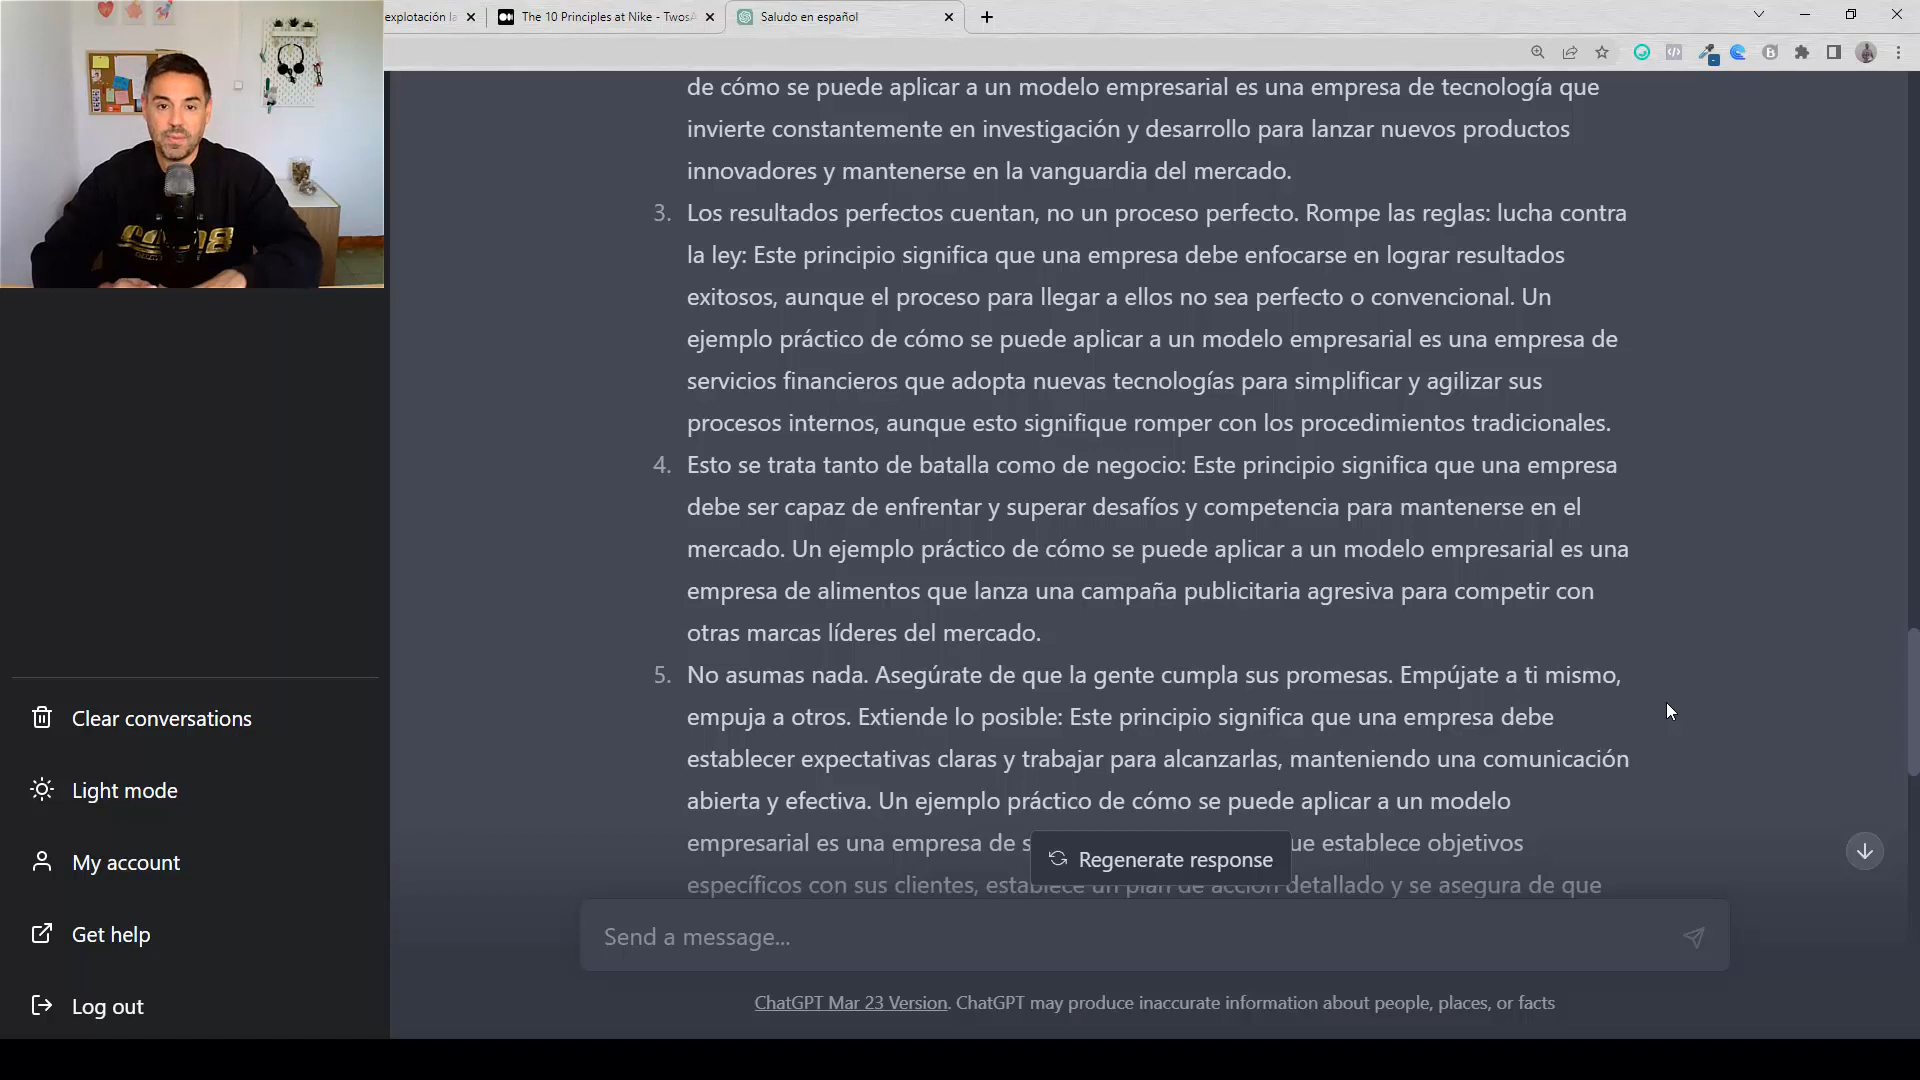 explotación la
The 10 Principles at Nike - Twos
Saludo en español
de cómo se puede aplicar a un modelo empresarial es una empresa de tecnología que
invierte constantemente en investigación y desarrollo para lanzar nuevos productos
innovadores y mantenerse en la vanguardia del mercado.
3. Los resultados perfectos cuentan, no un proceso perfecto. Rompe las reglas: lucha contra
la ley: Este principio significa que una empresa debe enfocarse en lograr resultados
exitosos, aunque el proceso para llegar a ellos no sea perfecto o convencional. Un
ejemplo práctico de cómo se puede aplicar a un modelo empresarial es una empresa de
servicios financieros que adopta nuevas tecnologías para simplificar y agilizar sus
procesos internos, aunque esto signifique romper con los procedimientos tradicionales.
4. Esto se trata tanto de batalla como de negocio: Este principio significa que una empresa
debe ser capaz de enfrentar y superar desafíos y competencia para mantenerse en el
mercado. Un ejemplo práctico de cómo se puede aplicar a un modelo empresarial es una
empresa de alimentos que lanza una campaña publicitaria agresiva para competir con
otras marcas líderes del mercado.
5. No asumas nada. Asegúrate de que la gente cumpla sus promesas. Empújate a ti mismo,
empuja a otros. Extiende lo posible: Este principio significa que una empresa debe
establecer expectativas claras y trabajar para alcanzarlas, manteniendo una comunicación
abierta y efectiva. Un ejemplo práctico de cómo se puede aplicar a un modelo
empresarial es una empresa de s ue establece objetivos
específicos con sus clientes, establece un plan de acción detallado y se asegura de que
Regenerate response
Send a message...
ChatGPT Mar 23 Version. ChatGPT may produce inaccurate information about people, places, or facts
Clear conversations
Light mode
My account
Get help
Log out